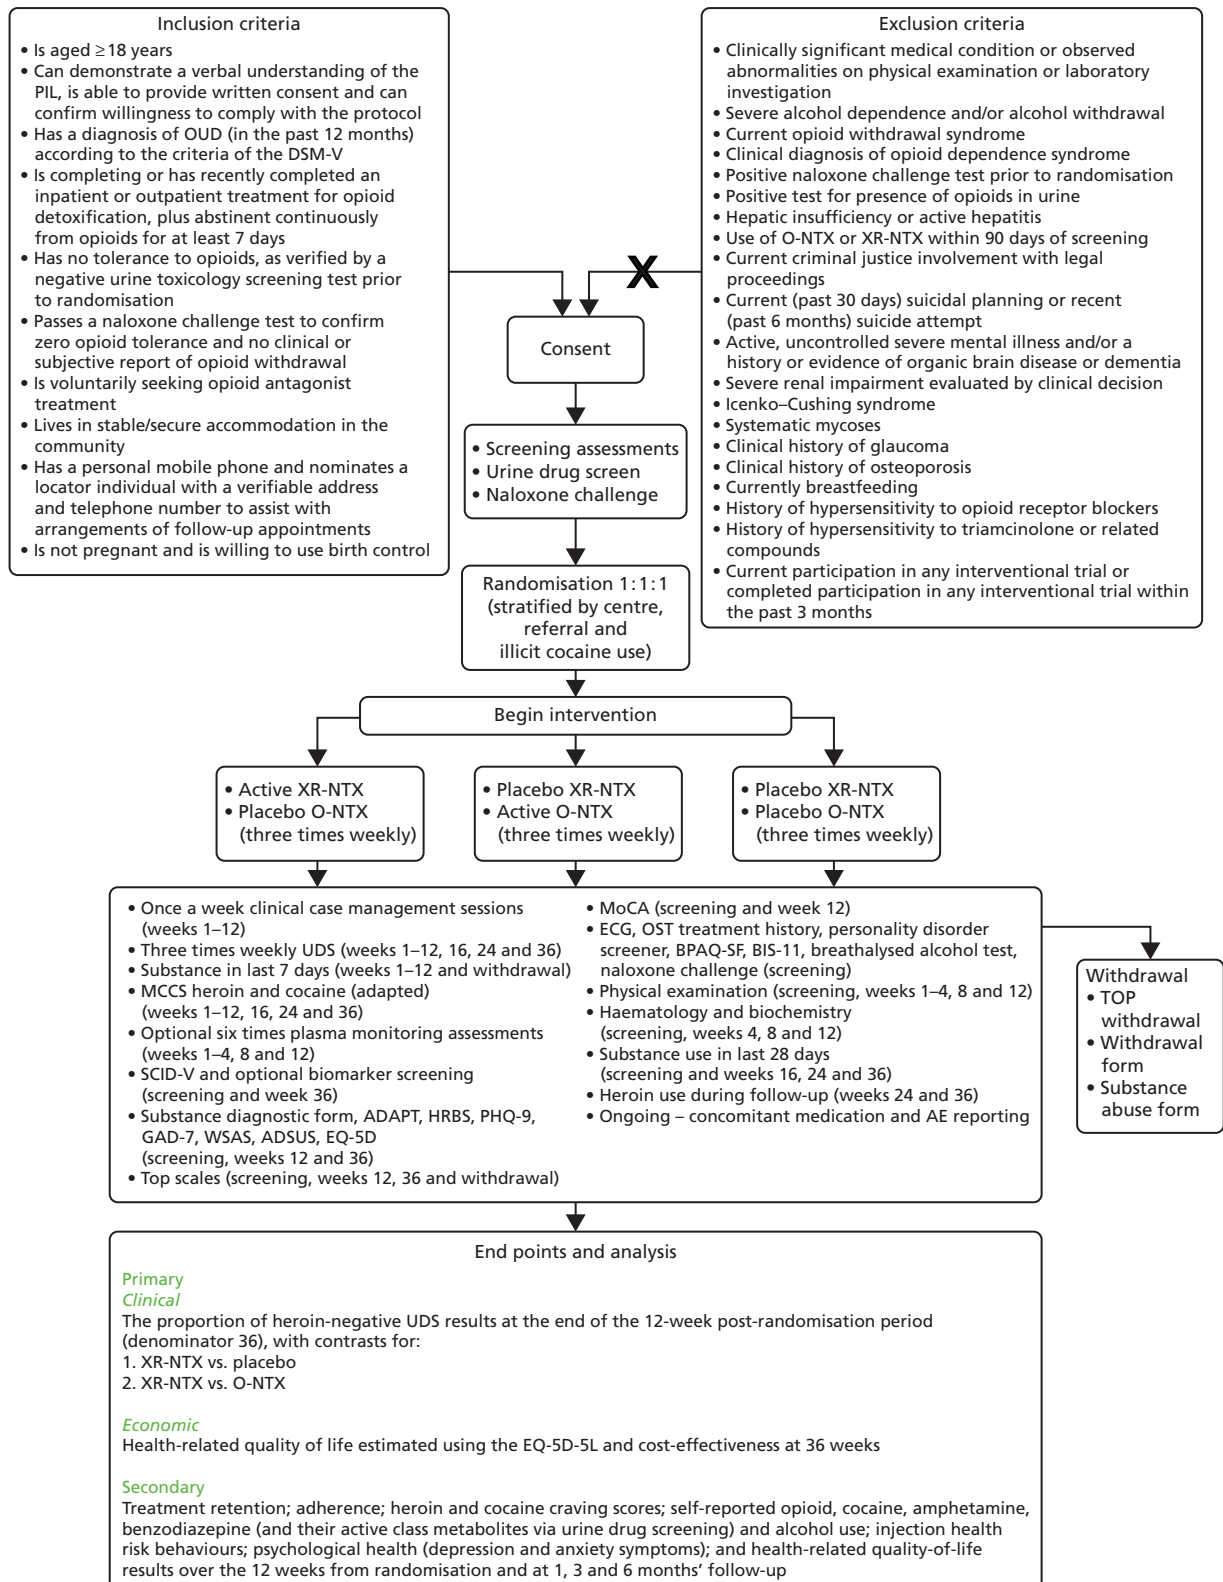 Inclusion criteria
• Is aged ≥18 years
• Can demonstrate a verbal understanding of the
PIL, is able to provide written consent and can
confirm willingness to comply with the protocol
• Has a diagnosis of OUD (in the past 12 months)
according to the criteria of the DSM-V
• Is completing or has recently completed an
inpatient or outpatient treatment for opioid
detoxification, plus abstinent continuously
from opioids for at least 7 days
• Has no tolerance to opioids, as verified by a
negative urine toxicology screening test prior
to randomisation
• Passes a naloxone challenge test to confirm
zero opioid tolerance and no clinical or
subjective report of opioid withdrawal
• Is voluntarily seeking opioid antagonist
treatment
• Lives in stable/secure accommodation in the
community
• Has a personal mobile phone and nominates a
locator individual with a verifiable address
and telephone number to assist with
arrangements of follow-up appointments
• Is not pregnant and is willing to use birth control
Exclusion criteria
• Clinically significant medical condition or observed
abnormalities on physical examination or laboratory
investigation
• Severe alcohol dependence and/or alcohol withdrawal
• Current opioid withdrawal syndrome
• Clinical diagnosis of opioid dependence syndrome
• Positive naloxone challenge test prior to randomisation
• Positive test for presence of opioids in urine
• Hepatic insufficiency or active hepatitis
• Use of O-NTX or XR-NTX within 90 days of screening
• Current criminal justice involvement with legal
proceedings
• Current (past 30 days) suicidal planning or recent
(past 6 months) suicide attempt
• Active, uncontrolled severe mental illness and/or a
history or evidence of organic brain disease or dementia
• Severe renal impairment evaluated by clinical decision
• Icenko–Cushing syndrome
• Systematic mycoses
• Clinical history of glaucoma
• Clinical history of osteoporosis
• Currently breastfeeding
• History of hypersensitivity to opioid receptor blockers
• History of hypersensitivity to triamcinolone or related
compounds
• Current participation in any interventional trial or
completed participation in any interventional trial within
the past 3 months
X
Consent
• Screening assessments
• Urine drug screen
• Naloxone challenge
Randomisation 1:1:1
(stratified by centre,
referral and
illicit cocaine use)
Begin intervention
• Active XR-NTX
• Placebo O-NTX
(three times weekly)
• Placebo XR-NTX
• Active O-NTX
(three times weekly)
• Placebo XR-NTX
• Placebo O-NTX
(three times weekly)
• Once a week clinical case management sessions
(weeks 1–12)
• Three times weekly UDS (weeks 1–12, 16, 24 and 36)
• Substance in last 7 days (weeks 1–12 and withdrawal)
• MCCS heroin and cocaine (adapted)
(weeks 1–12, 16, 24 and 36)
• Optional six times plasma monitoring assessments
(weeks 1–4, 8 and 12)
• SCID-V and optional biomarker screening
(screening and week 36)
• Substance diagnostic form, ADAPT, HRBS, PHQ-9,
GAD-7, WSAS, ADSUS, EQ-5D
(screening, weeks 12 and 36)
• Top scales (screening, weeks 12, 36 and withdrawal)
• MoCA (screening and week 12)
• ECG, OST treatment history, personality disorder
screener, BPAQ-SF, BIS-11, breathalysed alcohol test,
naloxone challenge (screening)
• Physical examination (screening, weeks 1–4, 8 and 12)
• Haematology and biochemistry
(screening, weeks 4, 8 and 12)
• Substance use in last 28 days
(screening and weeks 16, 24 and 36)
• Heroin use during follow-up (weeks 24 and 36)
• Ongoing – concomitant medication and AE reporting
Withdrawal
• TOP
withdrawal
• Withdrawal
form
• Substance
abuse form
End points and analysis
Primary
Clinical
The proportion of heroin-negative UDS results at the end of the 12-week post-randomisation period
(denominator 36), with contrasts for:
1. XR-NTX vs. placebo
2. XR-NTX vs. O-NTX
Economic
Health-related quality of life estimated using the EQ-5D-5L and cost-effectiveness at 36 weeks
Secondary
Treatment retention; adherence; heroin and cocaine craving scores; self-reported opioid, cocaine, amphetamine,
benzodiazepine (and their active class metabolites via urine drug screening) and alcohol use; injection health
risk behaviours; psychological health (depression and anxiety symptoms); and health-related quality-of-life
results over the 12 weeks from randomisation and at 1, 3 and 6 months’ follow-up